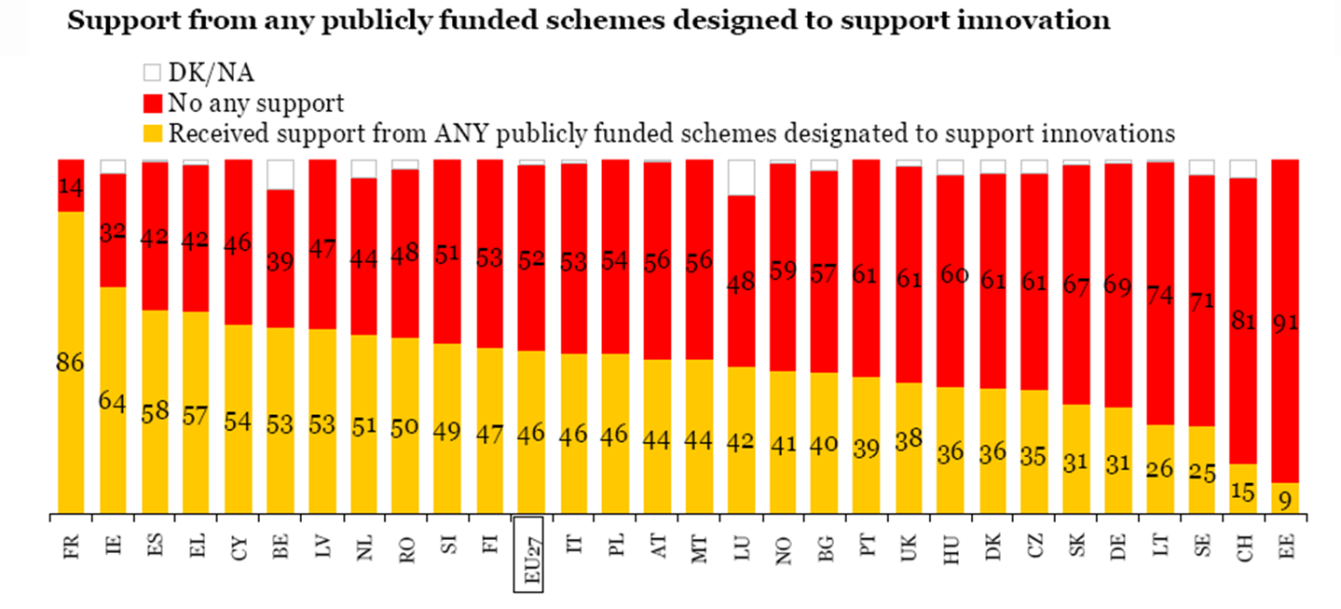 Support from any publicly funded schemes designed to support innovation
DK/NA
No any support
Received support from ANY publicly funded schemes designated to support innovations
14 32 42 42 46 39 47 44 48 51 53 52 53 54 56 56 48 59 57 61 61 60 61 61 67 69 74 71 81 91
86 64 58 57 54 53 53 51 50 49 47 46 46 46 44 44 42 41 40 39 38 36 36 35 31 31 26 25 15 9
FR IE ES EL CY BE LV NL RO SI FI EU27 IT PL AT MT LU NO BG PT UK HU DK CZ SK DE LT SE CH EE